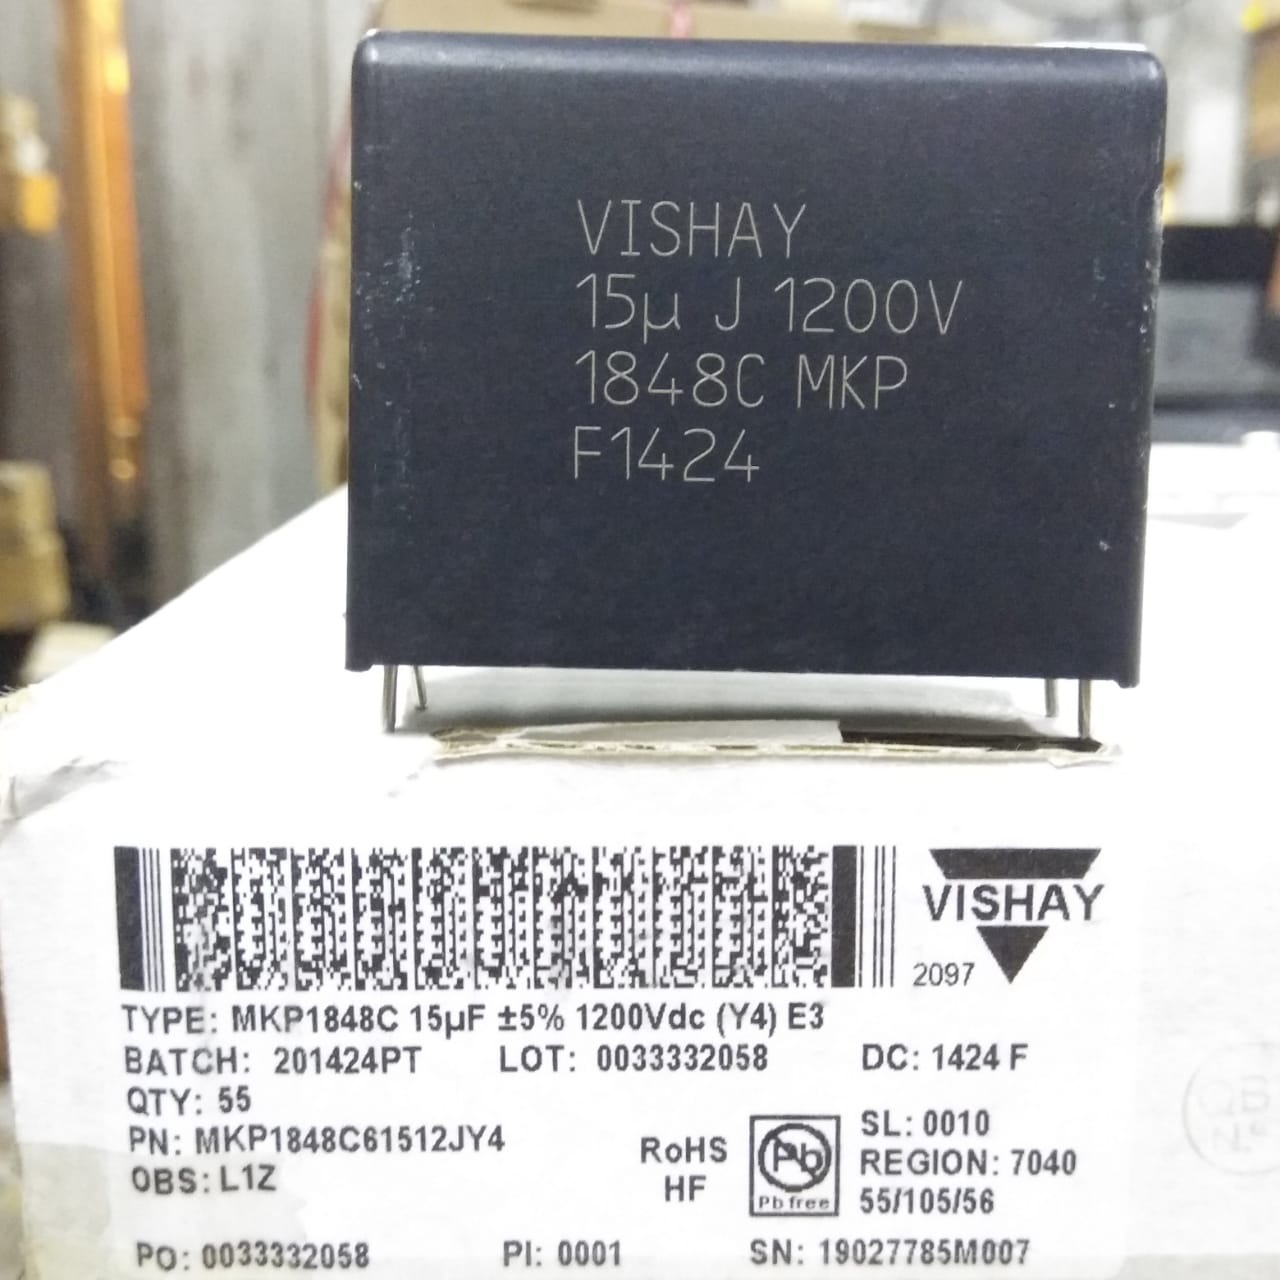 VISHAY
15µ J 1200V
1848C MKP
F1424
VISHAY
2097
TYPE: MKP1848C 15µF ±5% 1200Vdc (Y4) E3
BATCH: 201424PT LOT: 0033332058 DC: 1424 F
QTY: 55
PN: MKP1848C61512JY4
OBS: L1Z
RoHS
HF
Pb
Pb free
SL: 0010
REGION: 7040
55/105/56
PO: 0033332058 PI: 0001 SN: 19027785M007